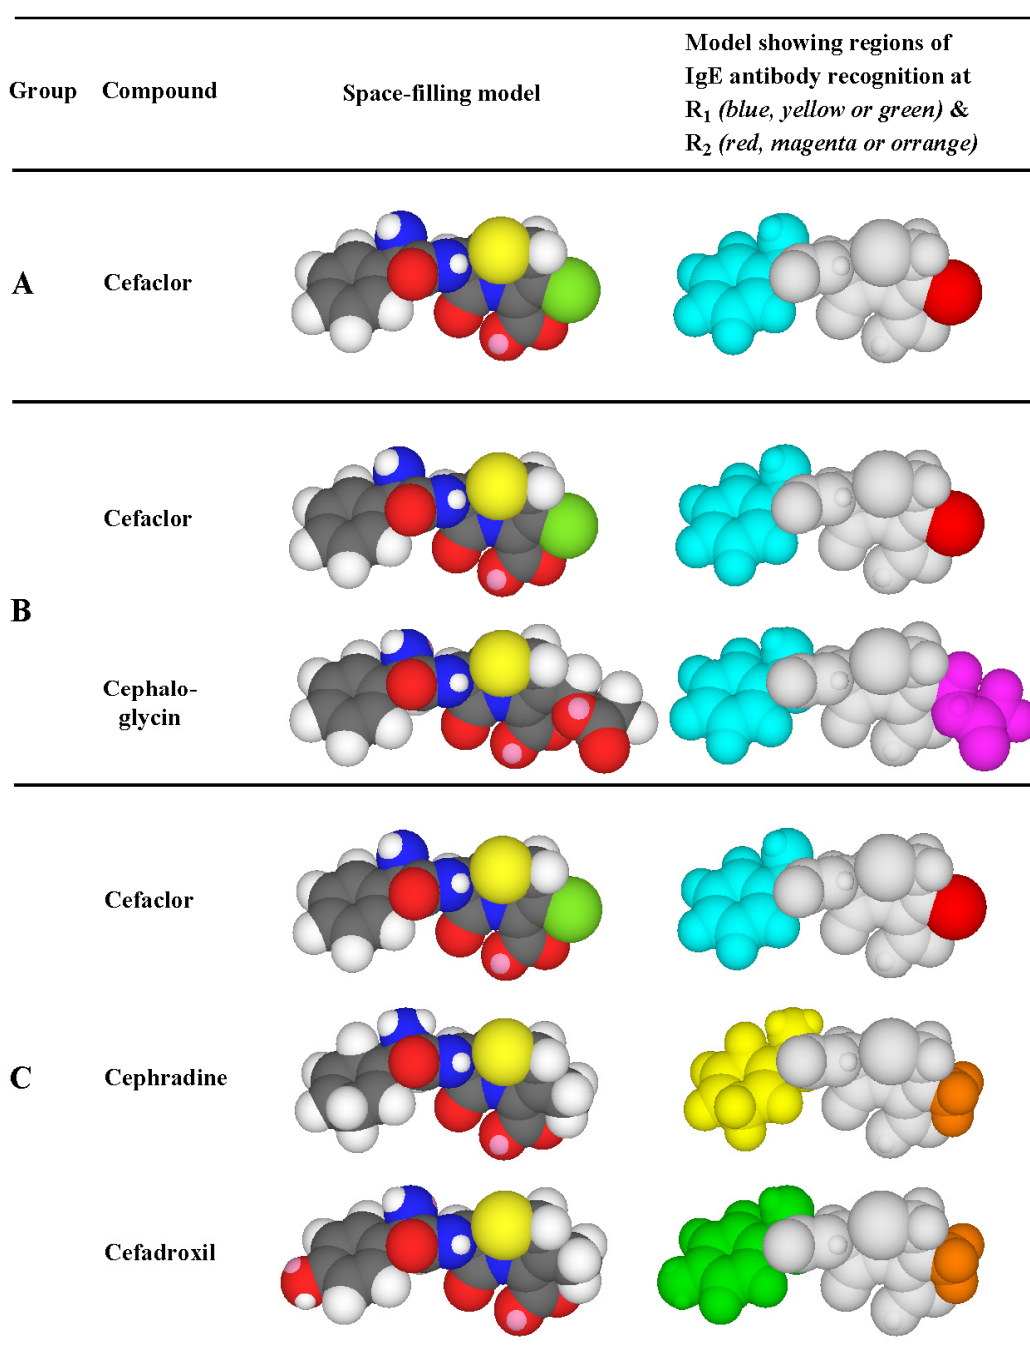 Group
Compound
Space-filling model
Model showing regions of
IgE antibody recognition at
R1 (blue, yellow or green) &
R2 (red, magenta or orrange)
A
Cefaclor
B
Cefaclor
Cephalo-
glycin
C
Cefaclor
Cephradine
Cefadroxil